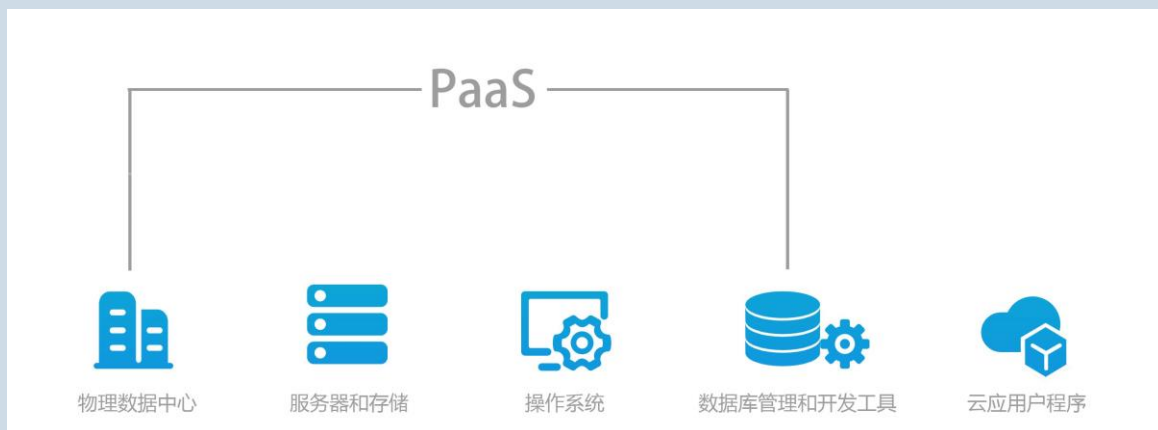 PaaS
物理数据中心
服务器和存储
操作系统
数据库管理和开发工具
云应用户程序